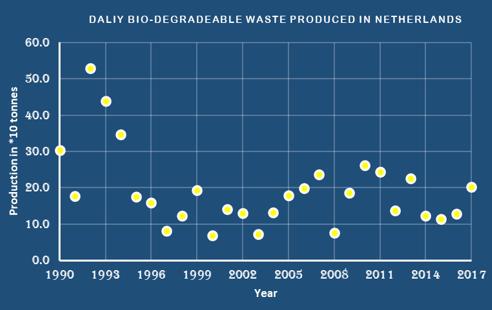 DALIY BIO-DEGRADEABLE WASTE PRODUCED IN NETHERLANDS
60.0
50.0
40.0
30.0
20.0
10.0
0.0
Production in *10 tonnes
1990 1993 1996 1999 2002 2005 2008 2011 2014 2017
Year